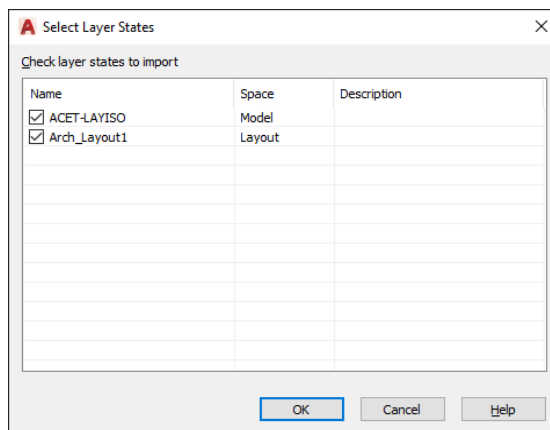 Select Layer States
Check layer states to import
Name Space Description
ACET-LAYISO Model
Arch_Layout1 Layout
OK Cancel Help